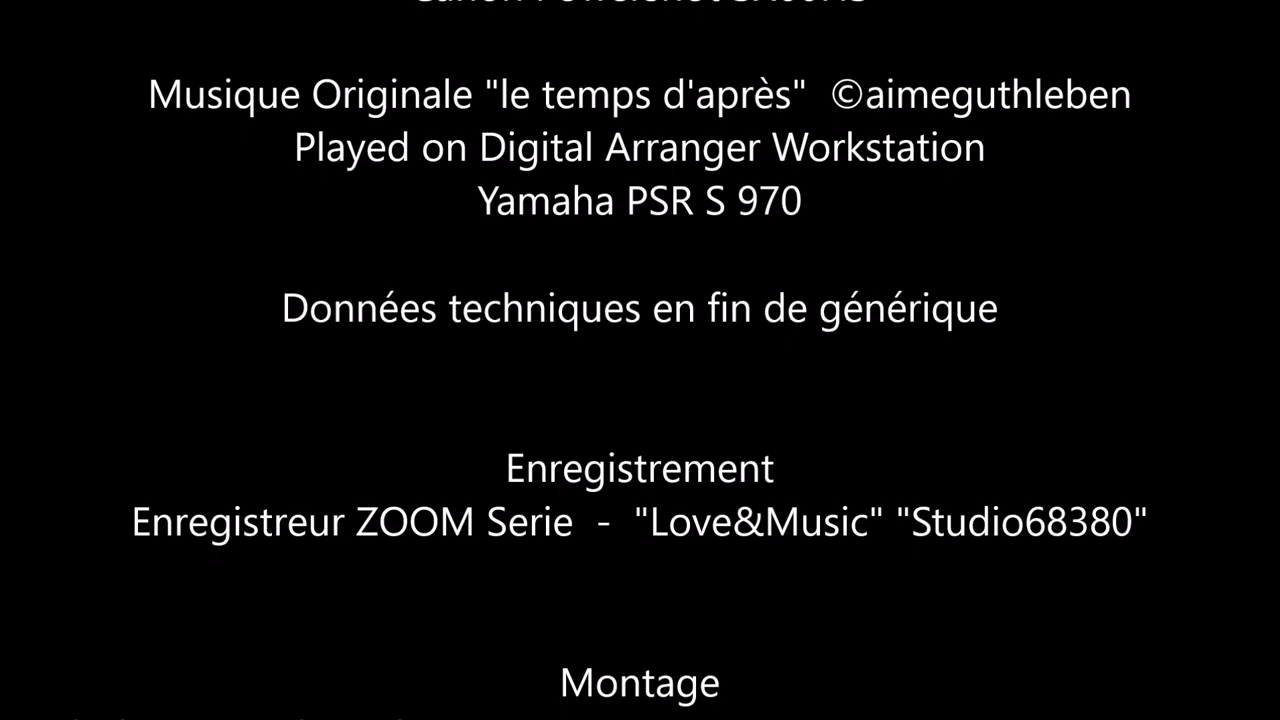 Musique Originale "le temps d'après" ©aimeguthleben
Played on Digital Arranger Workstation
Yamaha PSR S 970
Données techniques en fin de générique
Enregistrement
Enregistreur ZOOM Serie - "Love&Music" "Studio68380"
Montage